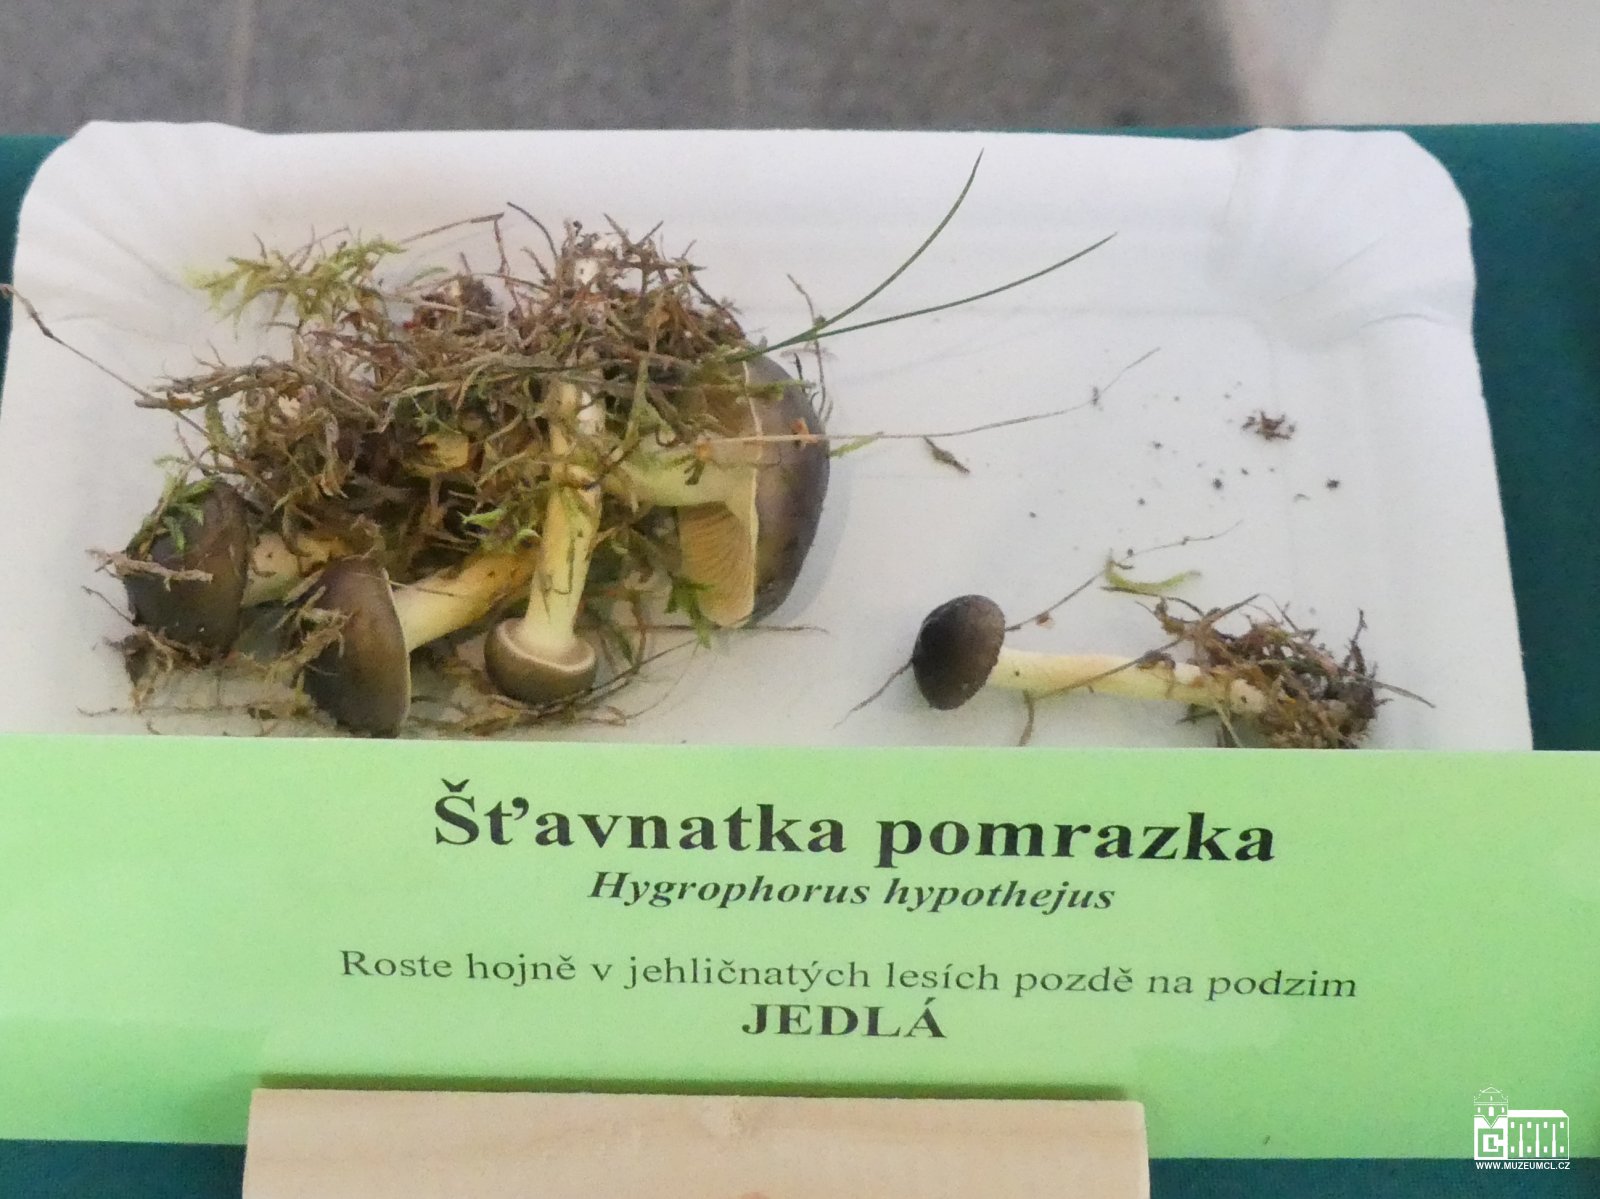 Šťavnatka pomrazka
Hygrophorus hypothejus
Roste hojně v jehličnatých lesích pozdě na podzim
JEDLÁ
WWW.MUZEUMCL.CZ